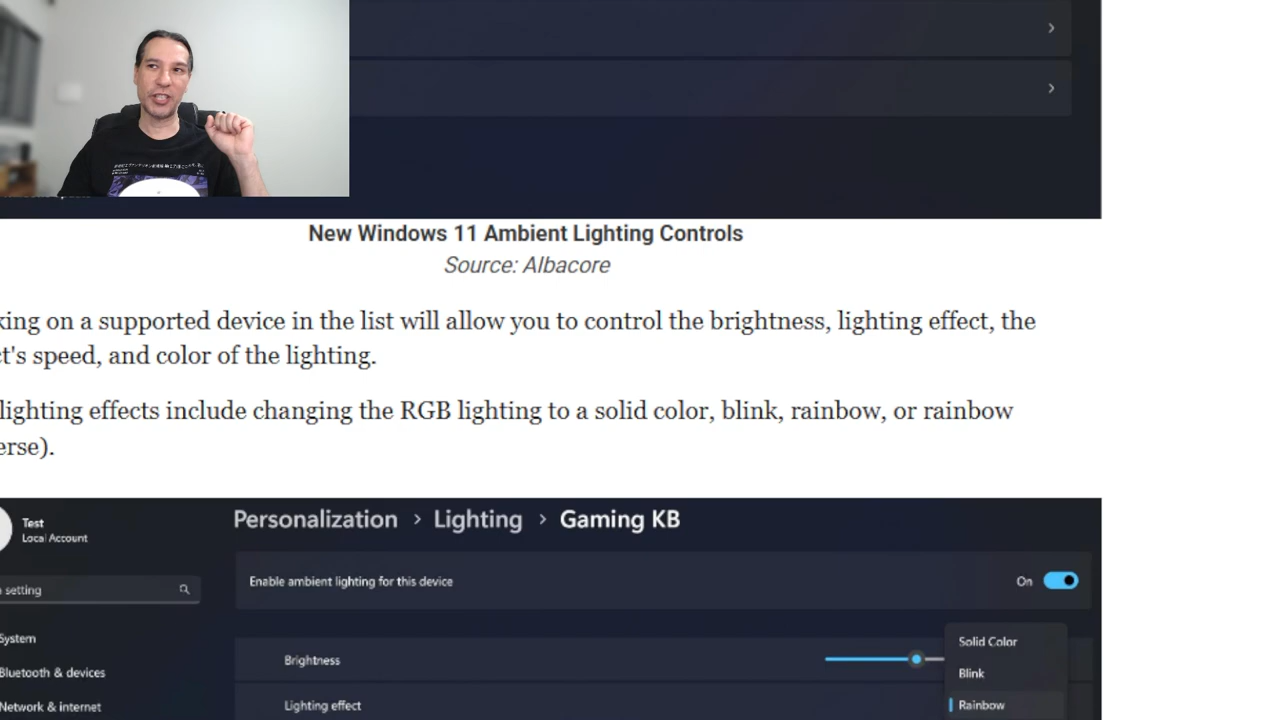 New Windows 11 Ambient Lighting Controls
Source: Albacore
king on a supported device in the list will allow you to control the brightness, lighting effect, the
ct's speed, and color of the lighting.
lighting effects include changing the RGB lighting to a solid color, blink, rainbow, or rainbow
erse).
Test
Local Account
Personalization > Lighting > Gaming KB
setting
Enable ambient lighting for this device
On
System
Bluetooth & devices
Network & internet
Brightness
Lighting effect
Solid Color
Blink
Rainbow